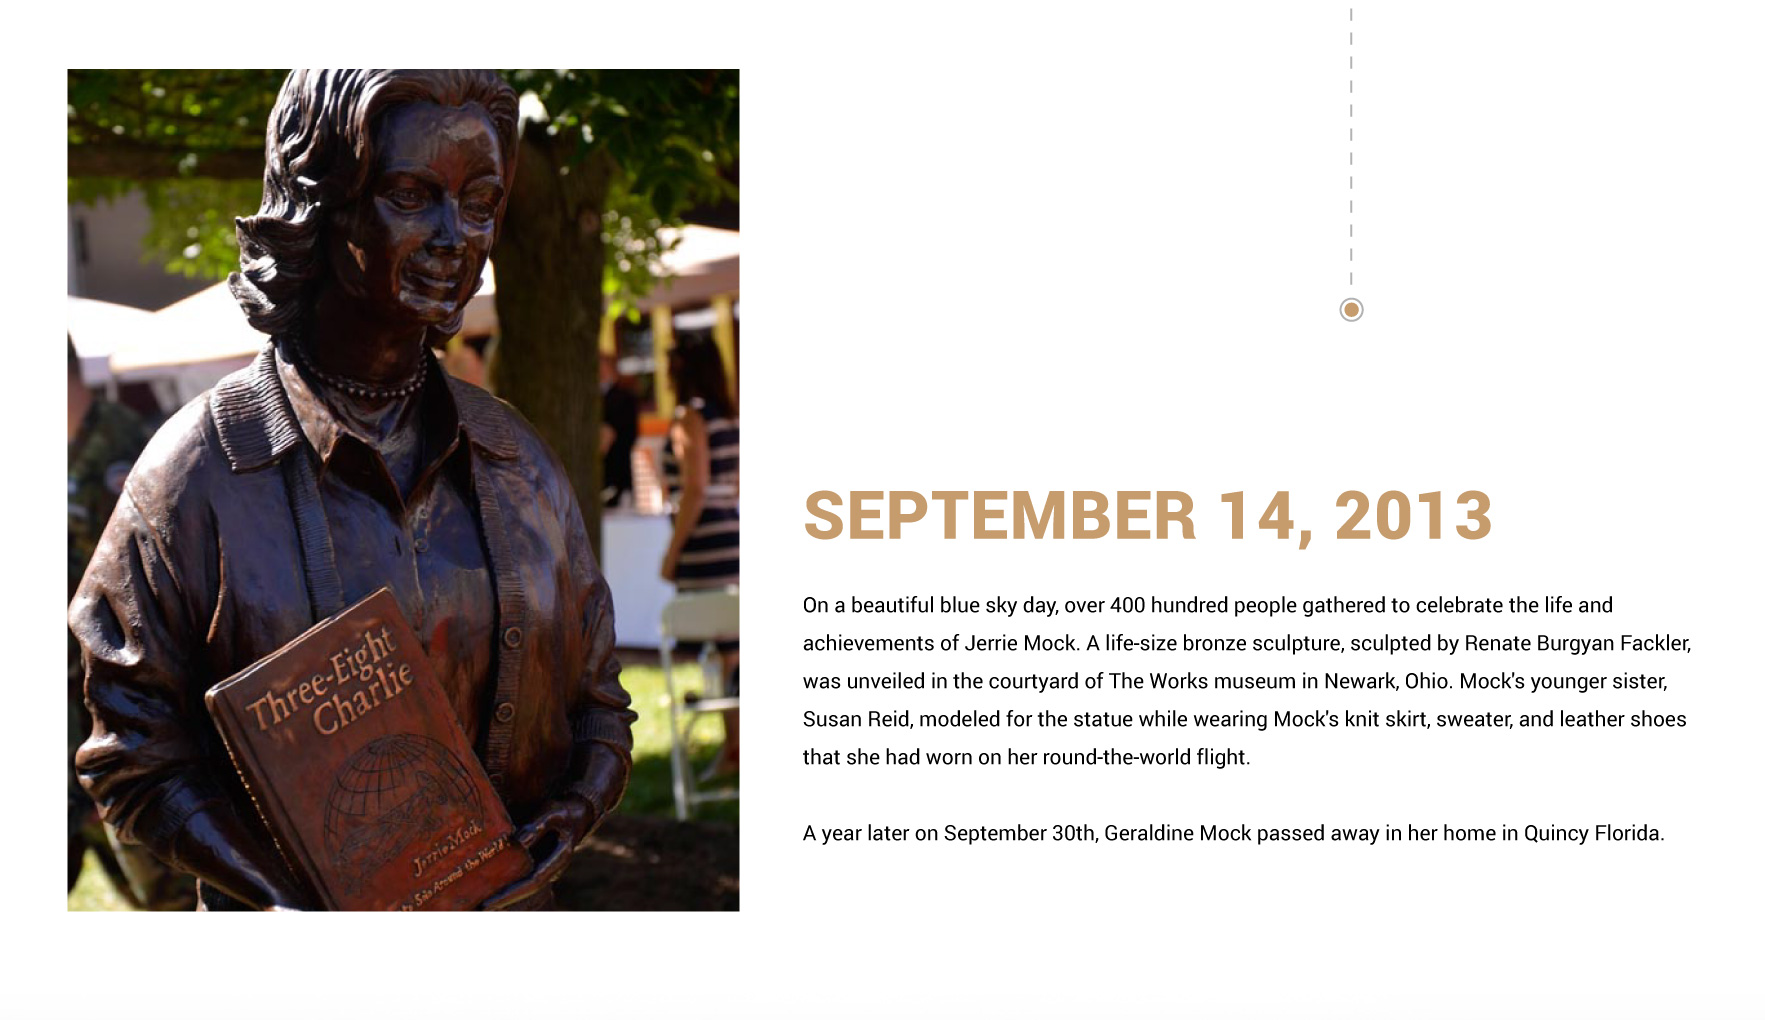 Three-Eight
Charlie
Jerrie Mock
Solo Around the World
SEPTEMBER 14, 2013
On a beautiful blue sky day, over 400 hundred people gathered to celebrate the life and
achievements of Jerrie Mock. A life-size bronze sculpture, sculpted by Renate Burgyan Fackler,
was unveiled in the courtyard of The Works museum in Newark, Ohio. Mock's younger sister,
Susan Reid, modeled for the statue while wearing Mock's knit skirt, sweater, and leather shoes
that she had worn on her round-the-world flight.
A year later on September 30th, Geraldine Mock passed away in her home in Quincy Florida.